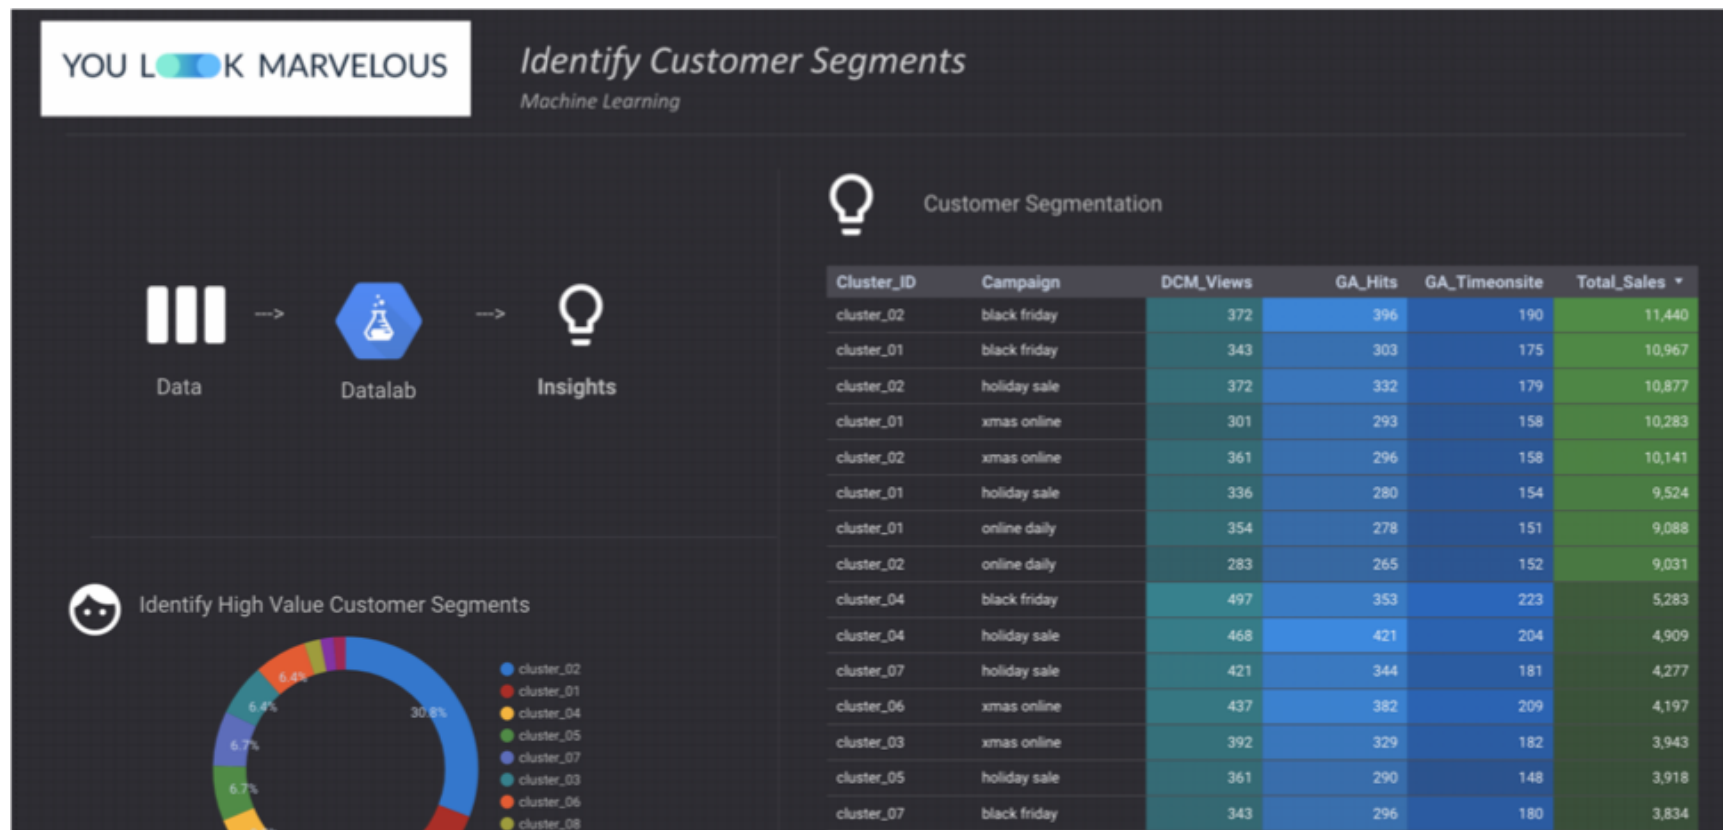 YOU LOOK MARVELOUS
Identify Customer Segments
Machine Learning
--->
--->
Data
Datalab
Insights
Identify High Value Customer Segments
6.4%
6.4%
30.8%
6.7%
6.7%
cluster_02
cluster_01
cluster_04
cluster_05
cluster_07
cluster_03
cluster_06
cluster_08
Customer Segmentation
Cluster_ID Campaign DCM_Views GA_Hits GA_Timeonsite Total_Sales
cluster_02 black friday 372 396 190 11,440
cluster_01 black friday 343 303 175 10,967
cluster_02 holiday sale 372 332 179 10,877
cluster_01 xmas online 301 293 158 10,283
cluster_02 xmas online 361 296 158 10,141
cluster_01 holiday sale 336 280 154 9,524
cluster_01 online daily 354 278 151 9,088
cluster_02 online daily 283 265 152 9,031
cluster_04 black friday 497 353 223 5,283
cluster_04 holiday sale 468 421 204 4,909
cluster_07 holiday sale 421 344 181 4,277
cluster_06 xmas online 437 382 209 4,197
cluster_03 xmas online 392 329 182 3,943
cluster_05 holiday sale 361 290 148 3,918
cluster_07 black friday 343 296 180 3,834